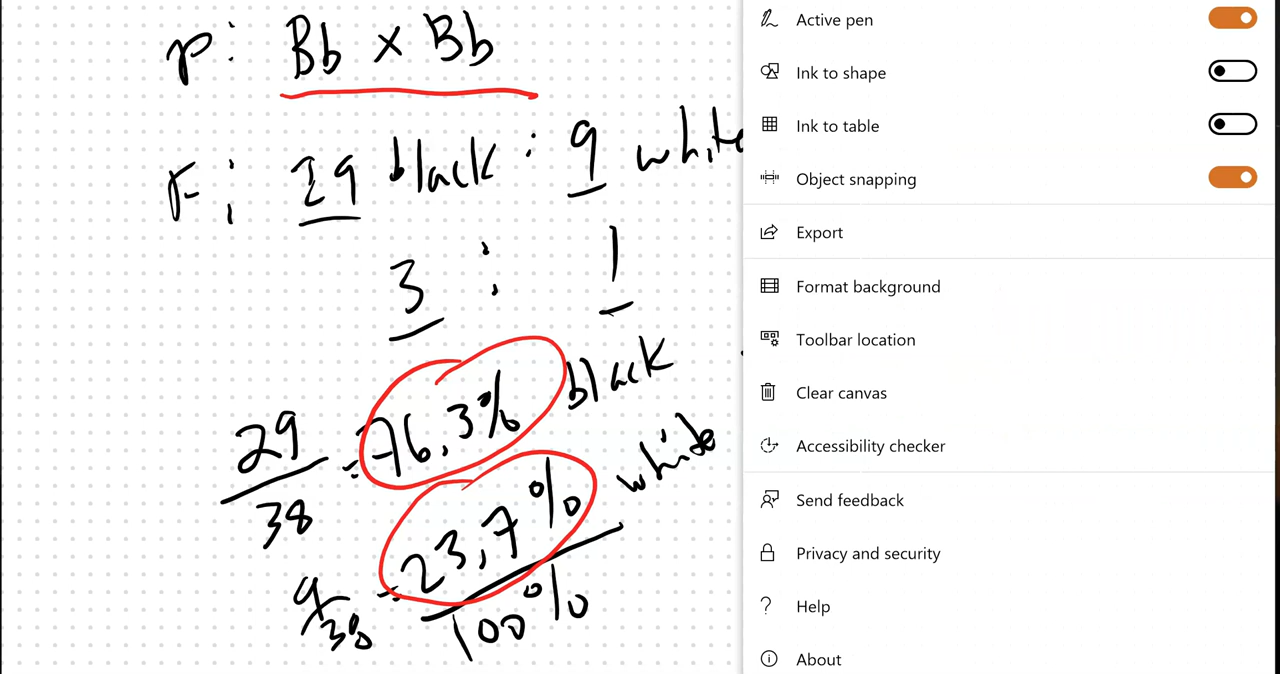 P: Bb x Bb
F: 29 black : 9 white
3 : 1
29/38 = 76,3% black
9/38 = 23,7% white
100%
Active pen
Ink to shape
Ink to table
Object snapping
Export
Format background
Toolbar location
Clear canvas
Accessibility checker
Send feedback
Privacy and security
Help
About